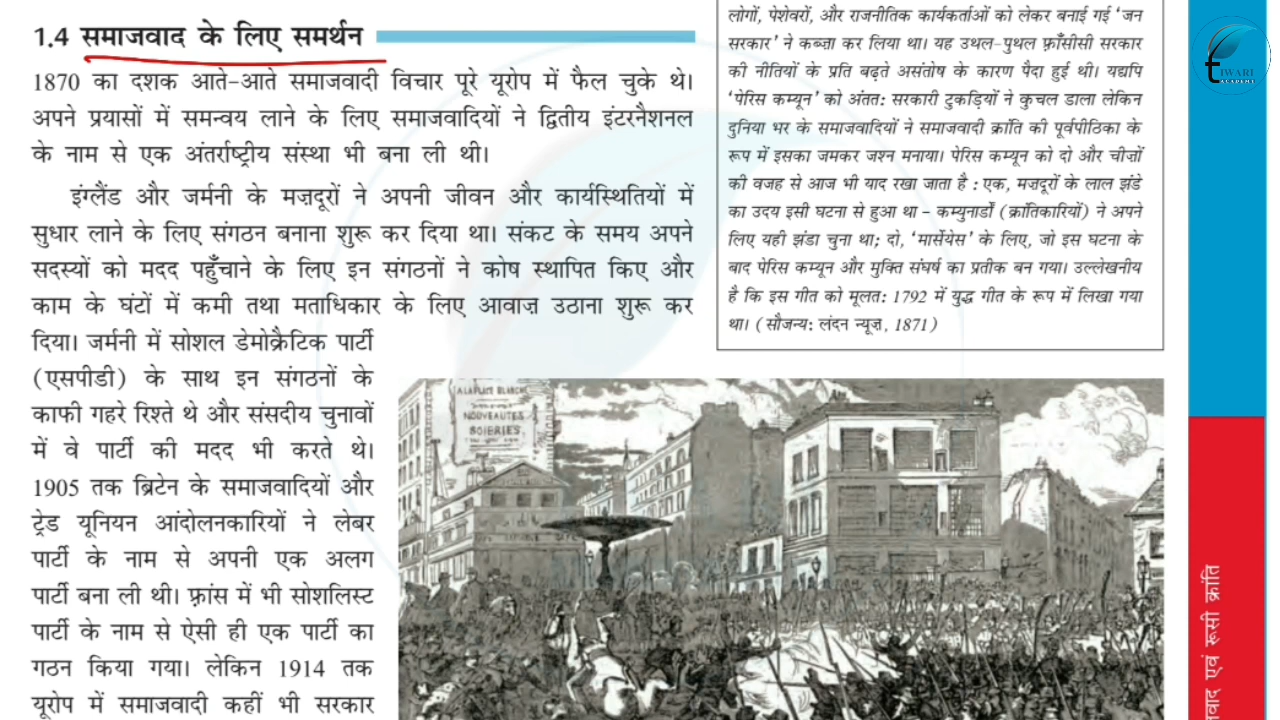 1.4 समाजवाद के लिए समर्थन
1870 का दशक आते-आते समाजवादी विचार पूरे यूरोप में फैल चुके थे।
अपने प्रयासों में समन्वय लाने के लिए समाजवादियों ने द्वितीय इंटरनैशनल
के नाम से एक अंतर्राष्ट्रीय संस्था भी बना ली थी।
इंग्लैंड और जर्मनी के मज़दूरों ने अपनी जीवन और कार्यस्थितियों में
सुधार लाने के लिए संगठन बनाना शुरू कर दिया था। संकट के समय अपने
सदस्यों को मदद पहुँचाने के लिए इन संगठनों ने कोष स्थापित किए और
काम के घंटों में कमी तथा मताधिकार के लिए आवाज़ उठाना शुरू कर
दिया। जर्मनी में सोशल डेमोक्रैटिक पार्टी
(एसपीडी) के साथ इन संगठनों के
काफी गहरे रिश्ते थे और संसदीय चुनावों
में वे पार्टी की मदद भी करते थे।
1905 तक ब्रिटेन के समाजवादियों और
ट्रेड यूनियन आंदोलनकारियों ने लेबर
पार्टी के नाम से अपनी एक अलग
पार्टी बना ली थी। फ़्रांस में भी सोशलिस्ट
पार्टी के नाम से ऐसी ही एक पार्टी का
गठन किया गया। लेकिन 1914 तक
यूरोप में समाजवादी कहीं भी सरकार
लोगों, पेशेवरों, और राजनीतिक कार्यकर्ताओं को लेकर बनाई गई ‘जन
सरकार’ ने कब्ज़ा कर लिया था। यह उथल-पुथल फ़्राँसीसी सरकार
की नीतियों के प्रति बढ़ते असंतोष के कारण पैदा हुई थी। यद्यपि
‘पेरिस कम्यून’ को अंततः सरकारी टुकड़ियों ने कुचल डाला लेकिन
दुनिया भर के समाजवादियों ने समाजवादी क्रांति की पूर्वपीठिका के
रूप में इसका जमकर जश्न मनाया। पेरिस कम्यून को दो और चीज़ों
की वजह से आज भी याद रखा जाता है : एक, मज़दूरों के लाल झंडे
का उदय इसी घटना से हुआ था – कम्युनार्डों (क्रांतिकारियों) ने अपने
लिए यही झंडा चुना था; दो, ‘मार्सेयेस’ के लिए, जो इस घटना के
बाद पेरिस कम्यून और मुक्ति संघर्ष का प्रतीक बन गया। उल्लेखनीय
है कि इस गीत को मूलतः 1792 में युद्ध गीत के रूप में लिखा गया
था। (सौजन्य: लंदन न्यूज़, 1871)
A LA PLACE BLANCHE
NOUVEAUTES
SOIERIES
TIWARI
ACADEMY
वाद एवं रूसी क्रांति